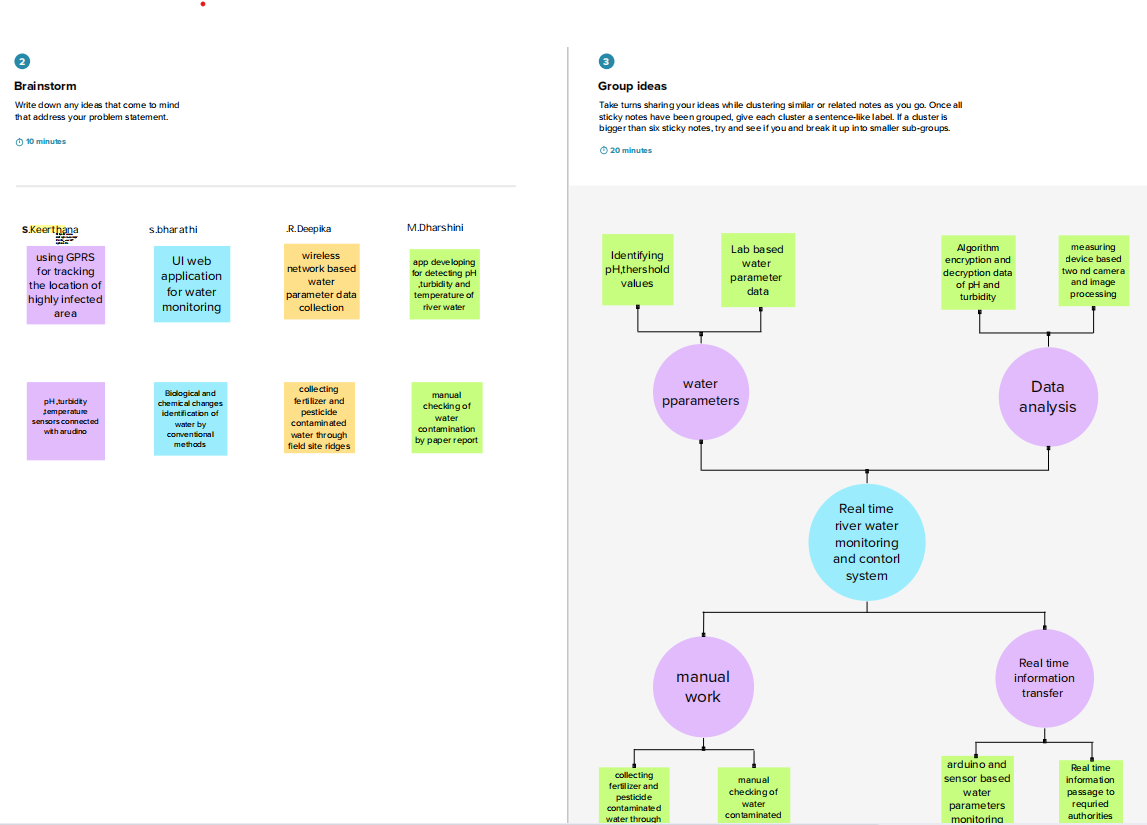 2
Brainstorm
Write down any ideas that come to mind
that address your problem statement.
10 minutes
S.Keerthana
s.bharathi
.R.Deepika
M.Dharshini
using GPRS
for tracking
the location of
highly infected
area
UI web
application
for water
monitoring
wireless
network based
water
parameter data
collection
app developing
for detecting pH
,turbidity and
temperature of
river water
pH,turbidity
,temperature
sensors connected
with arudino
Biological and
chemical changes
identification of
water by
conventional
methods
collecting
fertilizer and
pesticide
contaminated
water through
field site ridges
manual
checking of
water
contamination
by paper report
3
Group ideas
Take turns sharing your ideas while clustering similar or related notes as you go. Once all
sticky notes have been grouped, give each cluster a sentence-like label. If a cluster is
bigger than six sticky notes, try and see if you and break it up into smaller sub-groups.
20 minutes
Identifying
pH,thershold
values
Lab based
water
parameter
data
Algorithm
encryption and
decryption data
of pH and
turbidity
measuring
device based
two nd camera
and image
processing
water
pparameters
Data
analysis
Real time
river water
monitoring
and contorl
system
manual
work
Real time
information
transfer
collecting
fertilizer and
pesticide
contaminated
water through
manual
checking of
water
contaminated
arduino and
sensor based
water
parameters
monitoring
Real time
information
passage to
requried
authorities